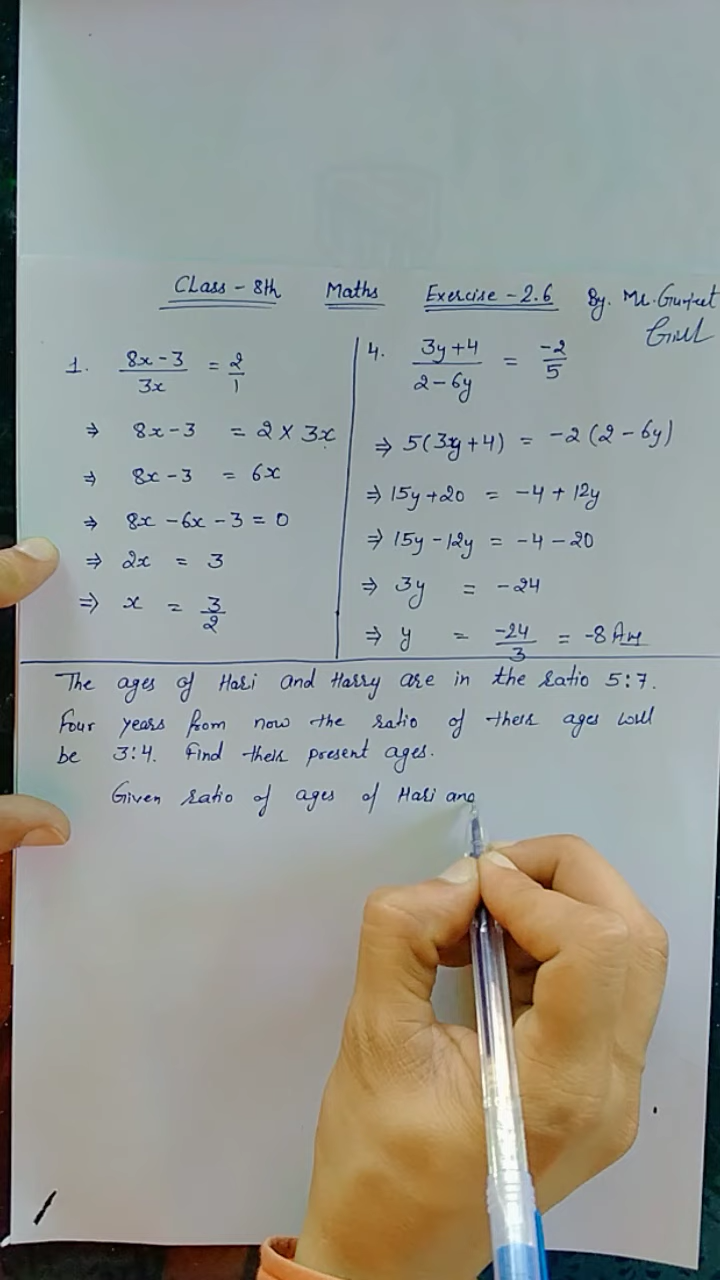 Class - 8th Maths Exercise - 2.6 By. Mr. Gurjeet
Gill
1. (8x - 3)/(3x) = 2/1
⇒ 8x - 3 = 2 × 3x
⇒ 8x - 3 = 6x
⇒ 8x - 6x - 3 = 0
⇒ 2x = 3
⇒ x = 3/2
4. (3y + 4)/(2 - 6y) = -2/5
⇒ 5(3y + 4) = -2(2 - 6y)
⇒ 15y + 20 = -4 + 12y
⇒ 15y - 12y = -4 - 20
⇒ 3y = -24
⇒ y = -24/3 = -8 Ans
The ages of Hari and Harry are in the ratio 5:7.
Four years from now the ratio of their ages will
be 3:4. Find their present ages.
Given ratio of ages of Hari and